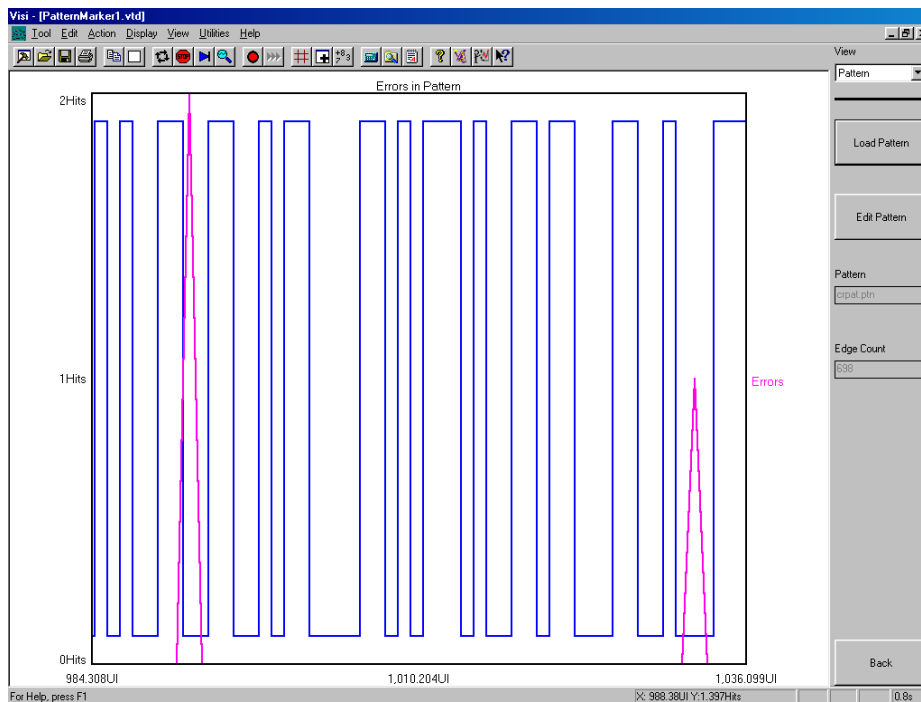 Visi - [PatternMarker1.vtd]
Tool Edit Action Display View Utilities Help
View
Pattern
Errors in Pattern
2Hits
Load Pattern
Edit Pattern
Pattern
crpat.ptn
Edge Count
698
1Hits
Errors
0Hits
984.308UI 1,010.204UI 1,036.099UI
Back
For Help, press F1 X: 988.38UI Y:1.397Hits 0.8s